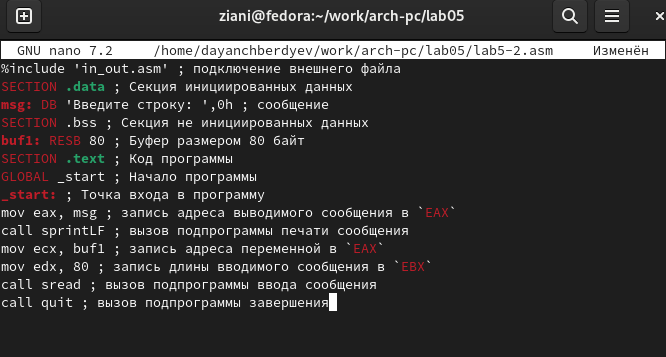 ziani@fedora:~/work/arch-pc/lab05
GNU nano 7.2 /home/dayanchberdyev/work/arch-pc/lab05/lab5-2.asm Изменён
%include 'in_out.asm' ; подключение внешнего файла
SECTION .data ; Секция инициированных данных
msg: DB 'Введите строку: ',0h ; сообщение
SECTION .bss ; Секция не инициированных данных
buf1: RESB 80 ; Буфер размером 80 байт
SECTION .text ; Код программы
GLOBAL _start ; Начало программы
_start: ; Точка входа в программу
mov eax, msg ; запись адреса выводимого сообщения в `EAX`
call sprintLF ; вызов подпрограммы печати сообщения
mov ecx, buf1 ; запись адреса переменной в `EAX`
mov edx, 80 ; запись длины вводимого сообщения в `EBX`
call sread ; вызов подпрограммы ввода сообщения
call quit ; вызов подпрограммы завершения